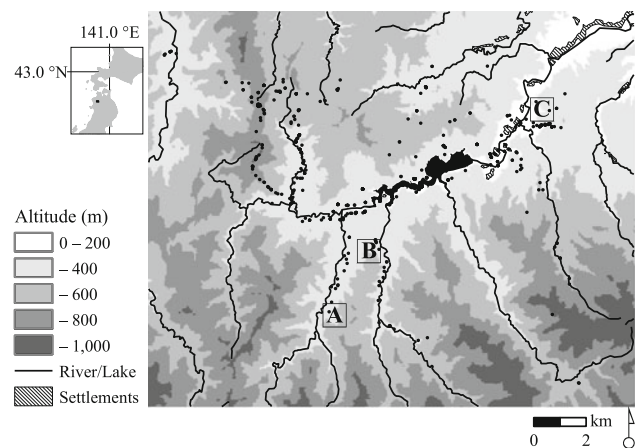 141.0 °E
43.0 °N
C
B
A
Altitude (m)
0 – 200
– 400
– 600
– 800
– 1,000
River/Lake
Settlements
km
0 2